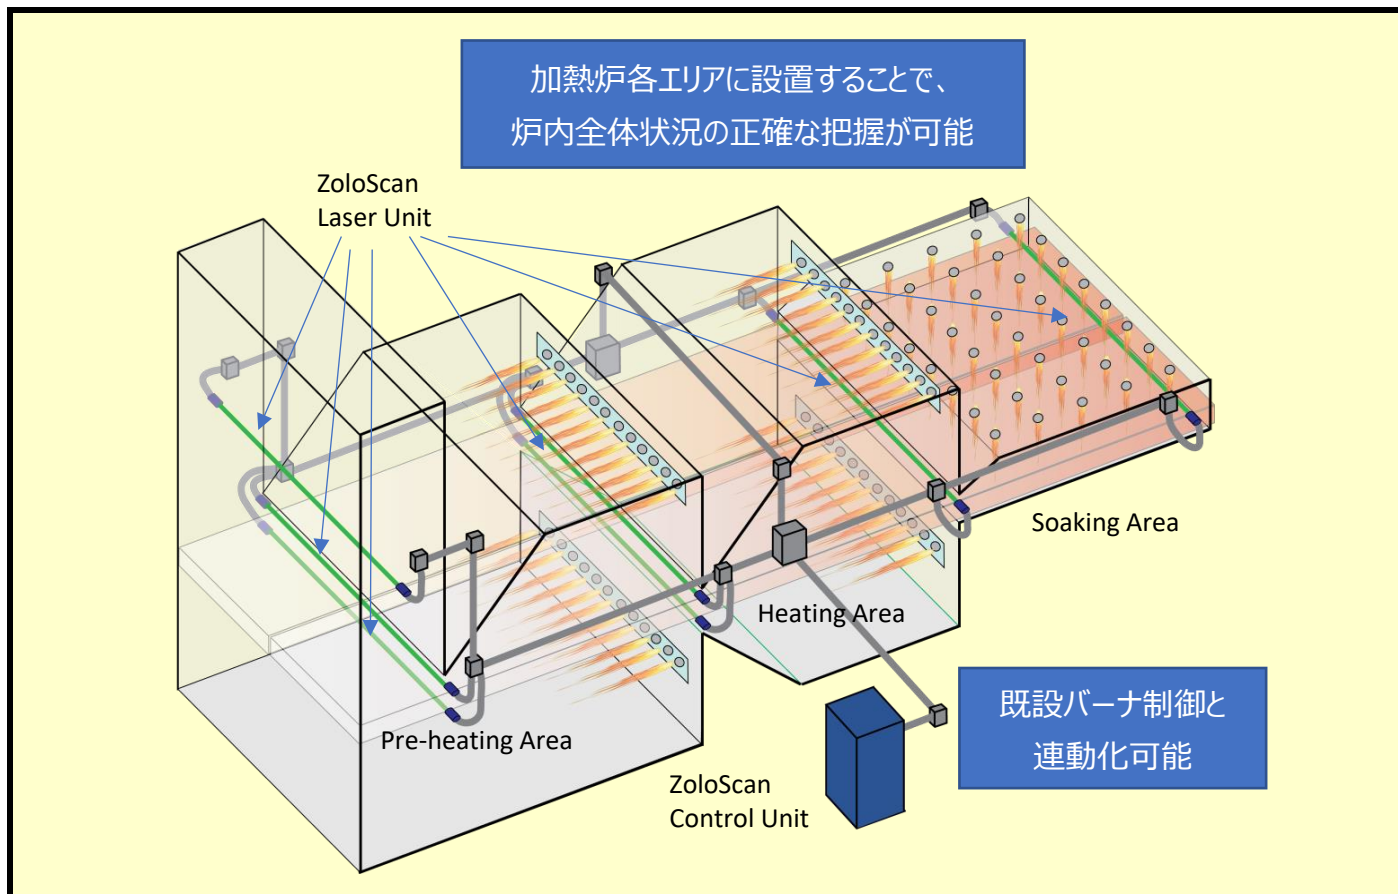 加熱炉各エリアに設置することで、
炉内全体状況の正確な把握が可能
ZoloScan
Laser Unit
Soaking Area
Heating Area
Pre-heating Area
既設バーナ制御と
連動化可能
ZoloScan
Control Unit